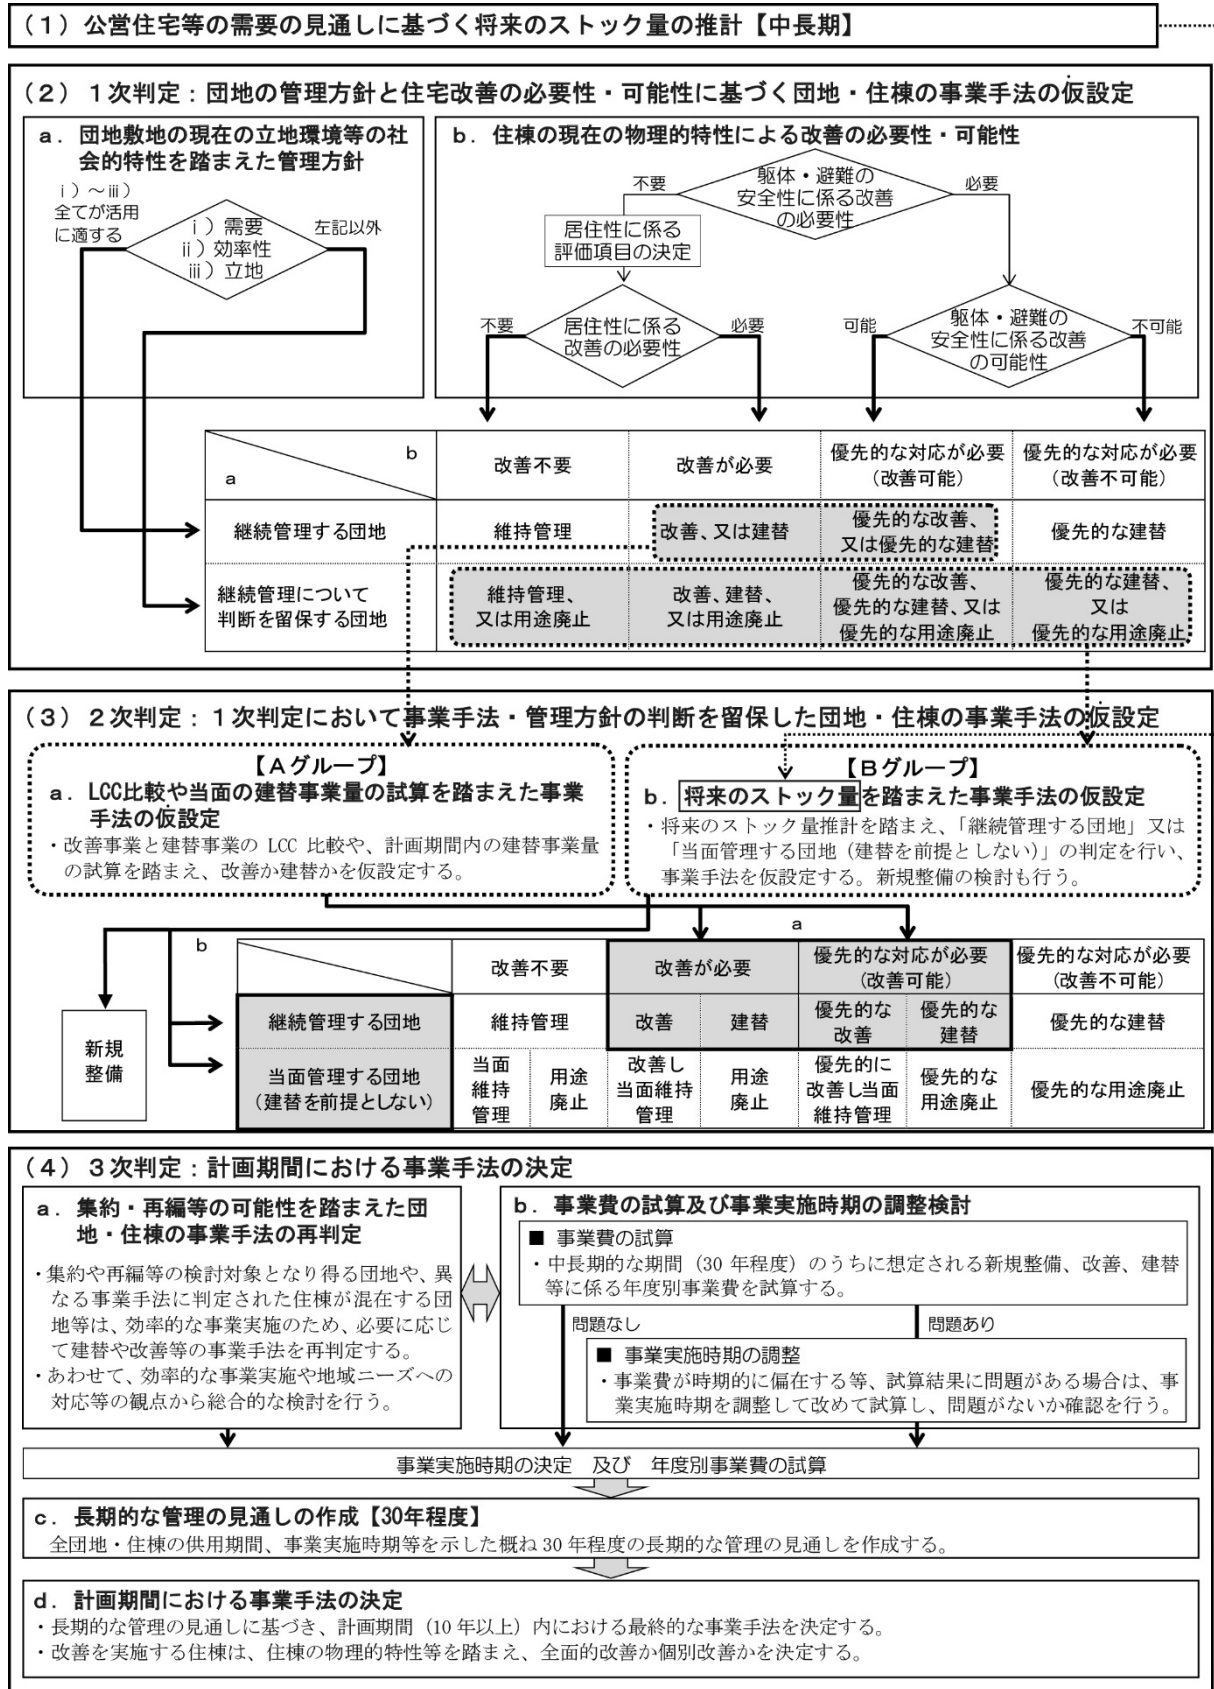 （１）公営住宅等の需要の見通しに基づく将来のストック量の推計【中長期】
（２）１次判定：団地の管理方針と住宅改善の必要性・可能性に基づく団地・住棟の事業手法の仮設定
a．団地敷地の現在の立地環境等の社
会的特性を踏まえた管理方針
ⅰ）～ⅲ）
全てが活用
に適する
ⅰ）需要
ⅱ）効率性
ⅲ）立地
左記以外
b．住棟の現在の物理的特性による改善の必要性・可能性
不要
躯体・避難の
安全性に係る改善
の必要性
必要
居住性に係る
評価項目の決定
不要
居住性に係る
改善の必要性
必要
可能
躯体・避難の
安全性に係る改善
の可能性
不可能
b
a
改善不要
改善が必要
優先的な対応が必要
（改善可能）
優先的な対応が必要
（改善不可能）
継続管理する団地
維持管理
改善、又は建替
優先的な改善、
又は優先的な建替
優先的な建替
継続管理について
判断を留保する団地
維持管理、
又は用途廃止
改善、建替、
又は用途廃止
優先的な改善、
優先的な建替、又は
優先的な用途廃止
優先的な建替、
又は
優先的な用途廃止
（３）２次判定：１次判定において事業手法・管理方針の判断を留保した団地・住棟の事業手法の仮設定
【Ａグループ】
a．LCC比較や当面の建替事業量の試算を踏まえた事業
手法の仮設定
・改善事業と建替事業の LCC 比較や、計画期間内の建替事業量
の試算を踏まえ、改善か建替かを仮設定する。
【Ｂグループ】
b．将来のストック量を踏まえた事業手法の仮設定
・将来のストック量推計を踏まえ、「継続管理する団地」又は
「当面管理する団地（建替を前提としない）」の判定を行い、
事業手法を仮設定する。新規整備の検討も行う。
a
b
改善不要
改善が必要
優先的な対応が必要
（改善可能）
優先的な対応が必要
（改善不可能）
新規
整備
継続管理する団地
維持管理
改善
建替
優先的な
改善
優先的な
建替
優先的な建替
当面管理する団地
（建替を前提としない）
当面
維持
管理
用途
廃止
改善し
当面維持
管理
用途
廃止
優先的に
改善し当面
維持管理
優先的な
用途廃止
優先的な用途廃止
（４）３次判定：計画期間における事業手法の決定
a．集約・再編等の可能性を踏まえた団
地・住棟の事業手法の再判定
・集約や再編等の検討対象となり得る団地や、異
なる事業手法に判定された住棟が混在する団
地等は、効率的な事業実施のため、必要に応じ
て建替や改善等の事業手法を再判定する。
・あわせて、効率的な事業実施や地域ニーズへの
対応等の観点から総合的な検討を行う。
b．事業費の試算及び事業実施時期の調整検討
■ 事業費の試算
・中長期的な期間（30 年程度）のうちに想定される新規整備、改善、建替
等に係る年度別事業費を試算する。
問題なし
問題あり
■ 事業実施時期の調整
・事業費が時期的に偏在する等、試算結果に問題がある場合は、事
業実施時期を調整して改めて試算し、問題がないか確認を行う。
事業実施時期の決定　及び　年度別事業費の試算
c．長期的な管理の見通しの作成【30年程度】
全団地・住棟の供用期間、事業実施時期等を示した概ね 30 年程度の長期的な管理の見通しを作成する。
d．計画期間における事業手法の決定
・長期的な管理の見通しに基づき、計画期間（10 年以上）内における最終的な事業手法を決定する。
・改善を実施する住棟は、住棟の物理的特性等を踏まえ、全面的改善か個別改善かを決定する。